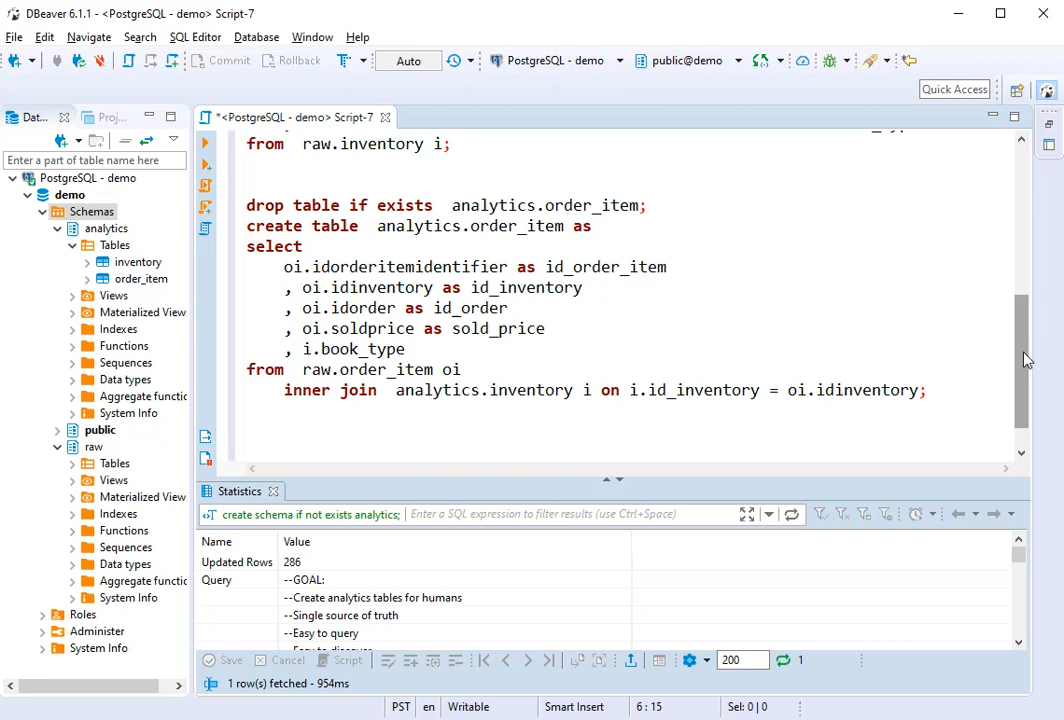 DBeaver 6.1.1 - <PostgreSQL - demo> Script-7
File Edit Navigate Search SQL Editor Database Window Help
Commit Rollback Auto PostgreSQL - demo public@demo
Quick Access
Dat... Proj...
*<PostgreSQL - demo> Script-7
Enter a part of table name here
PostgreSQL - demo
demo
Schemas
analytics
Tables
inventory
order_item
Views
Materialized View
Indexes
Functions
Sequences
Data types
Aggregate functio
System Info
public
raw
Tables
Views
Materialized View
Indexes
Functions
Sequences
Data types
Aggregate functio
System Info
Roles
Administer
System Info
from raw.inventory i;
drop table if exists analytics.order_item;
create table analytics.order_item as
select
oi.idorderitemidentifier as id_order_item
, oi.idinventory as id_inventory
, oi.idorder as id_order
, oi.soldprice as sold_price
, i.book_type
from raw.order_item oi
inner join analytics.inventory i on i.id_inventory = oi.idinventory;
Statistics
create schema if not exists analytics; Enter a SQL expression to filter results (use Ctrl+Space)
Name Value
Updated Rows 286
Query --GOAL:
--Create analytics tables for humans
--Single source of truth
--Easy to query
Save Cancel Script 200 1
1 row(s) fetched - 954ms
PST en Writable Smart Insert 6 : 15 Sel: 0 | 0